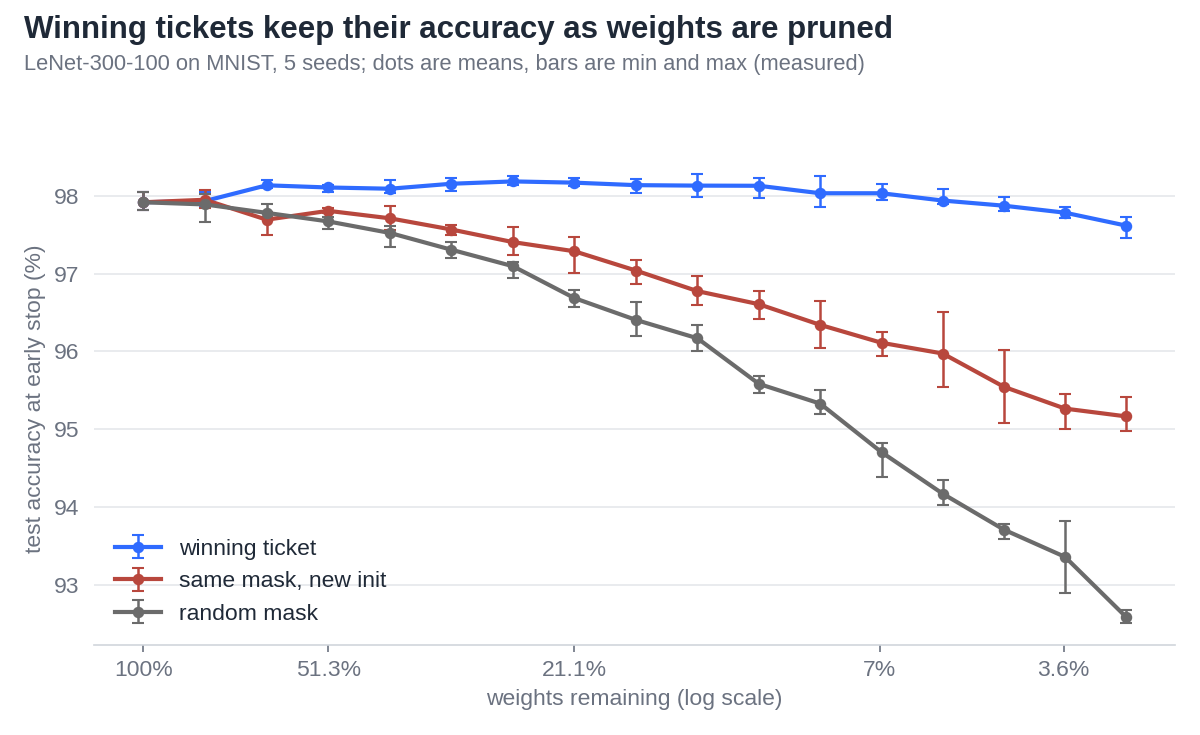 Winning tickets keep their accuracy as weights are pruned
LeNet-300-100 on MNIST, 5 seeds; dots are means, bars are min and max (measured)
test accuracy at early stop (%)
98
97
96
95
94
93
winning ticket
same mask, new init
random mask
100%
51.3%
21.1%
7%
3.6%
weights remaining (log scale)